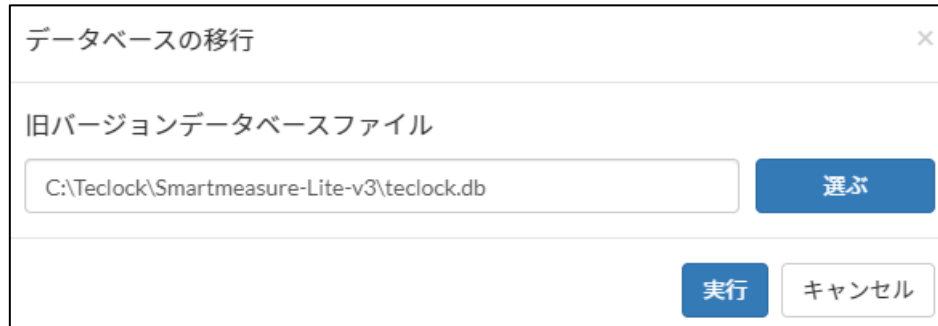 データベースの移行
×
旧バージョンデータベースファイル
C:\Teclock\Smartmeasure-Lite-v3\teclock.db
選ぶ
実行
キャンセル